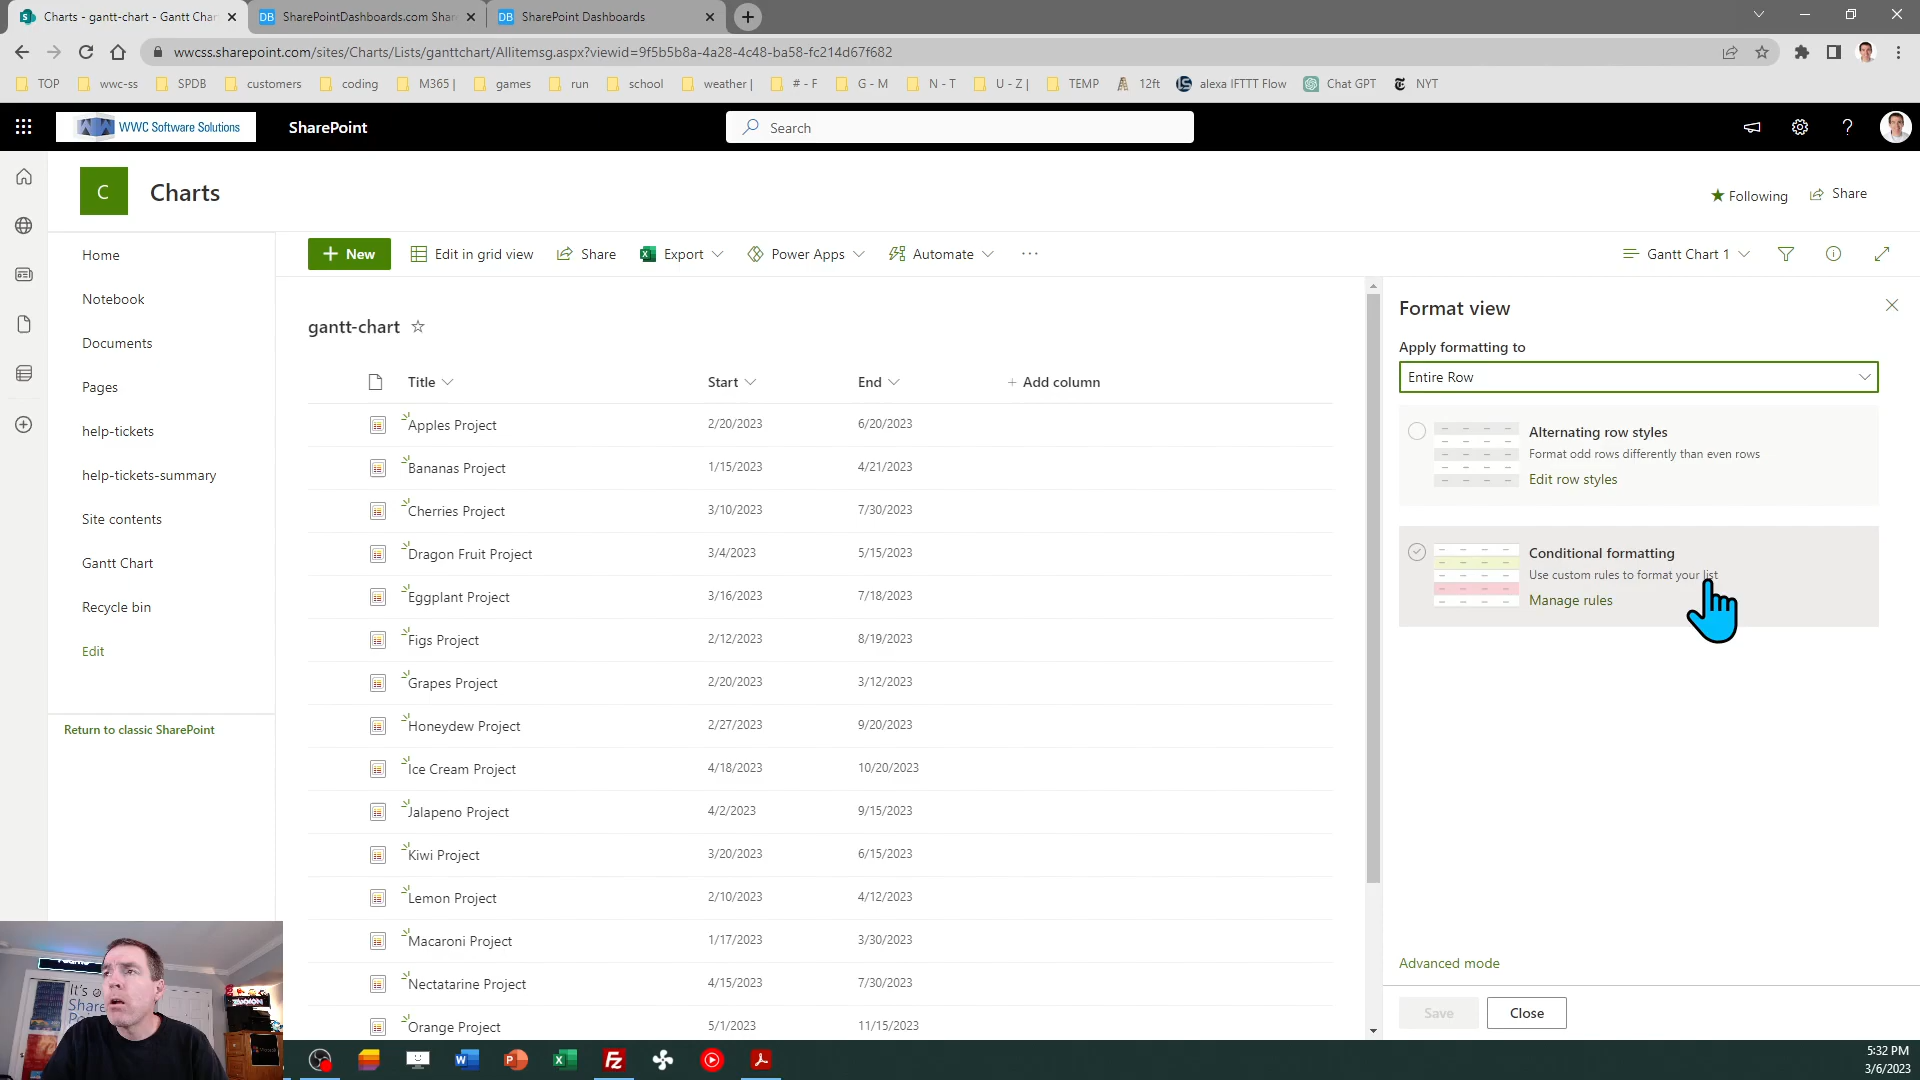 Charts - gantt-chart - Gantt Char
SharePointDashboards.com Shar
SharePoint Dashboards
wwcss.sharepoint.com/sites/Charts/Lists/ganttchart/Allitemsg.aspx?viewid=9f5b5b8a-4a28-4c48-ba58-fc214d67f682
TOP wwc-ss SPDB customers coding M365 | games run school weather | # - F G - M N - T U - Z | TEMP 12ft alexa IFTTT Flow Chat GPT NYT
WWC Software Solutions SharePoint Search
C Charts
Following Share
Home
Notebook
Documents
Pages
help-tickets
help-tickets-summary
Site contents
Gantt Chart
Recycle bin
Edit
Return to classic SharePoint
New Edit in grid view Share Export Power Apps Automate ... Gantt Chart 1
gantt-chart
Title Start End + Add column
Apples Project 2/20/2023 6/20/2023
Bananas Project 1/15/2023 4/21/2023
Cherries Project 3/10/2023 7/30/2023
Dragon Fruit Project 3/4/2023 5/15/2023
Eggplant Project 3/16/2023 7/18/2023
Figs Project 2/12/2023 8/19/2023
Grapes Project 2/20/2023 3/12/2023
Honeydew Project 2/27/2023 9/20/2023
Ice Cream Project 4/18/2023 10/20/2023
Jalapeno Project 4/2/2023 9/15/2023
Kiwi Project 3/20/2023 6/15/2023
Lemon Project 2/10/2023 4/12/2023
Macaroni Project 1/17/2023 3/30/2023
Nectatarine Project 4/15/2023 7/30/2023
Orange Project 5/1/2023 11/15/2023
Format view
Apply formatting to
Entire Row
Alternating row styles
Format odd rows differently than even rows
Edit row styles
Conditional formatting
Use custom rules to format your list
Manage rules
Advanced mode
Save Close
It's
Share
5:32 PM
3/6/2023